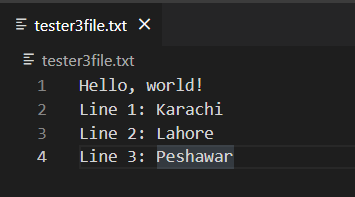 tester3file.txt
tester3file.txt
1 Hello, world!
2 Line 1: Karachi
3 Line 2: Lahore
4 Line 3: Peshawar